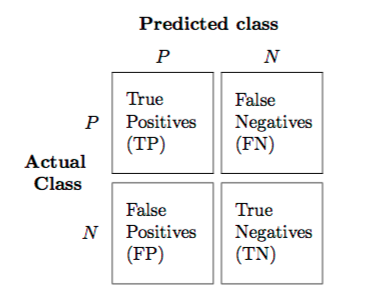 Predicted class
P N
True
Positives
(TP)
False
Negatives
(FN)
P
Actual
Class
False
Positives
(FP)
True
Negatives
(TN)
N